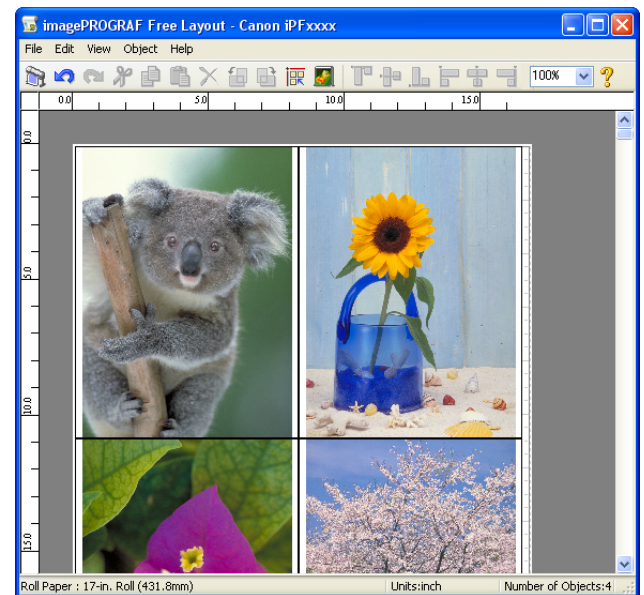 imagePROGRAF Free Layout - Canon iPFxxxx
File Edit View Object Help
100%
0.0 5.0 10.0 15.0
0.0
5.0
10.0
15.0
Roll Paper : 17-in. Roll (431.8mm) Units:inch Number of Objects:4